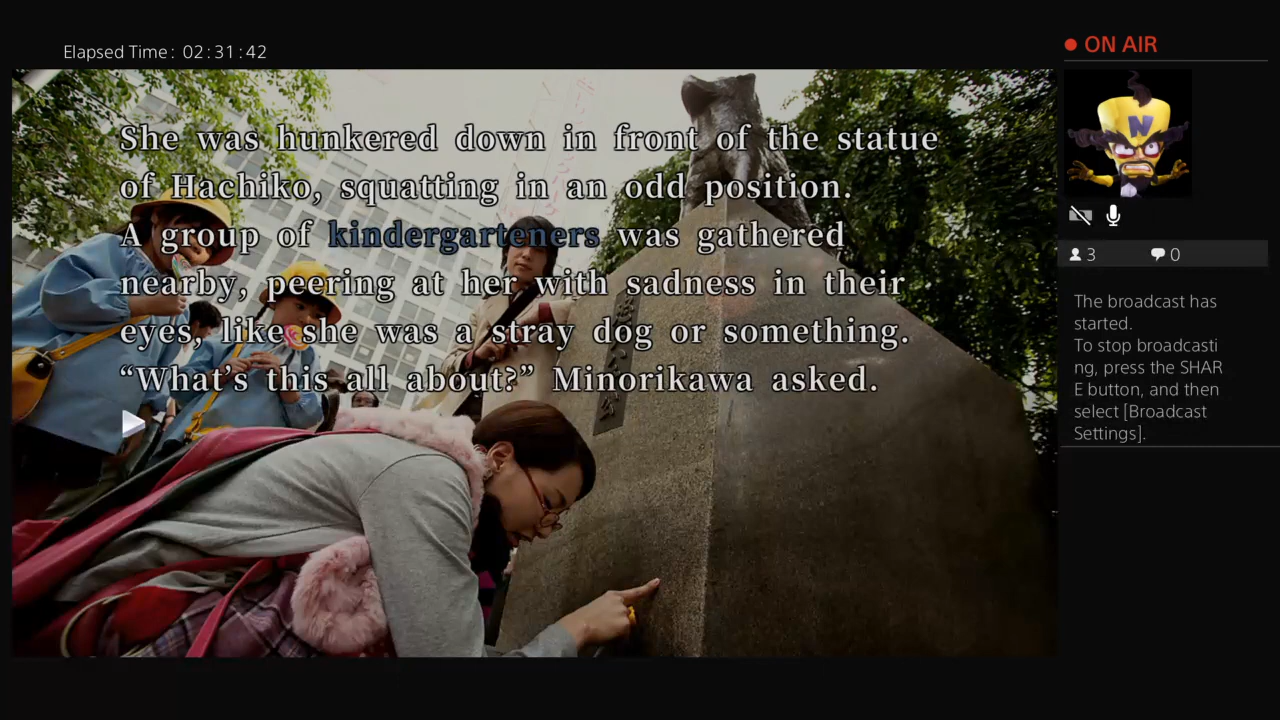 Elapsed Time: 02:31:42
ON AIR
N
She was hunkered down in front of the statue
of Hachiko, squatting in an odd position.
A group of kindergarteners was gathered
nearby, peering at her with sadness in their
eyes, like she was a stray dog or something.
“What’s this all about?” Minorikawa asked.
3
0
The broadcast has
started.
To stop broadcasti
ng, press the SHAR
E button, and then
select [Broadcast
Settings].